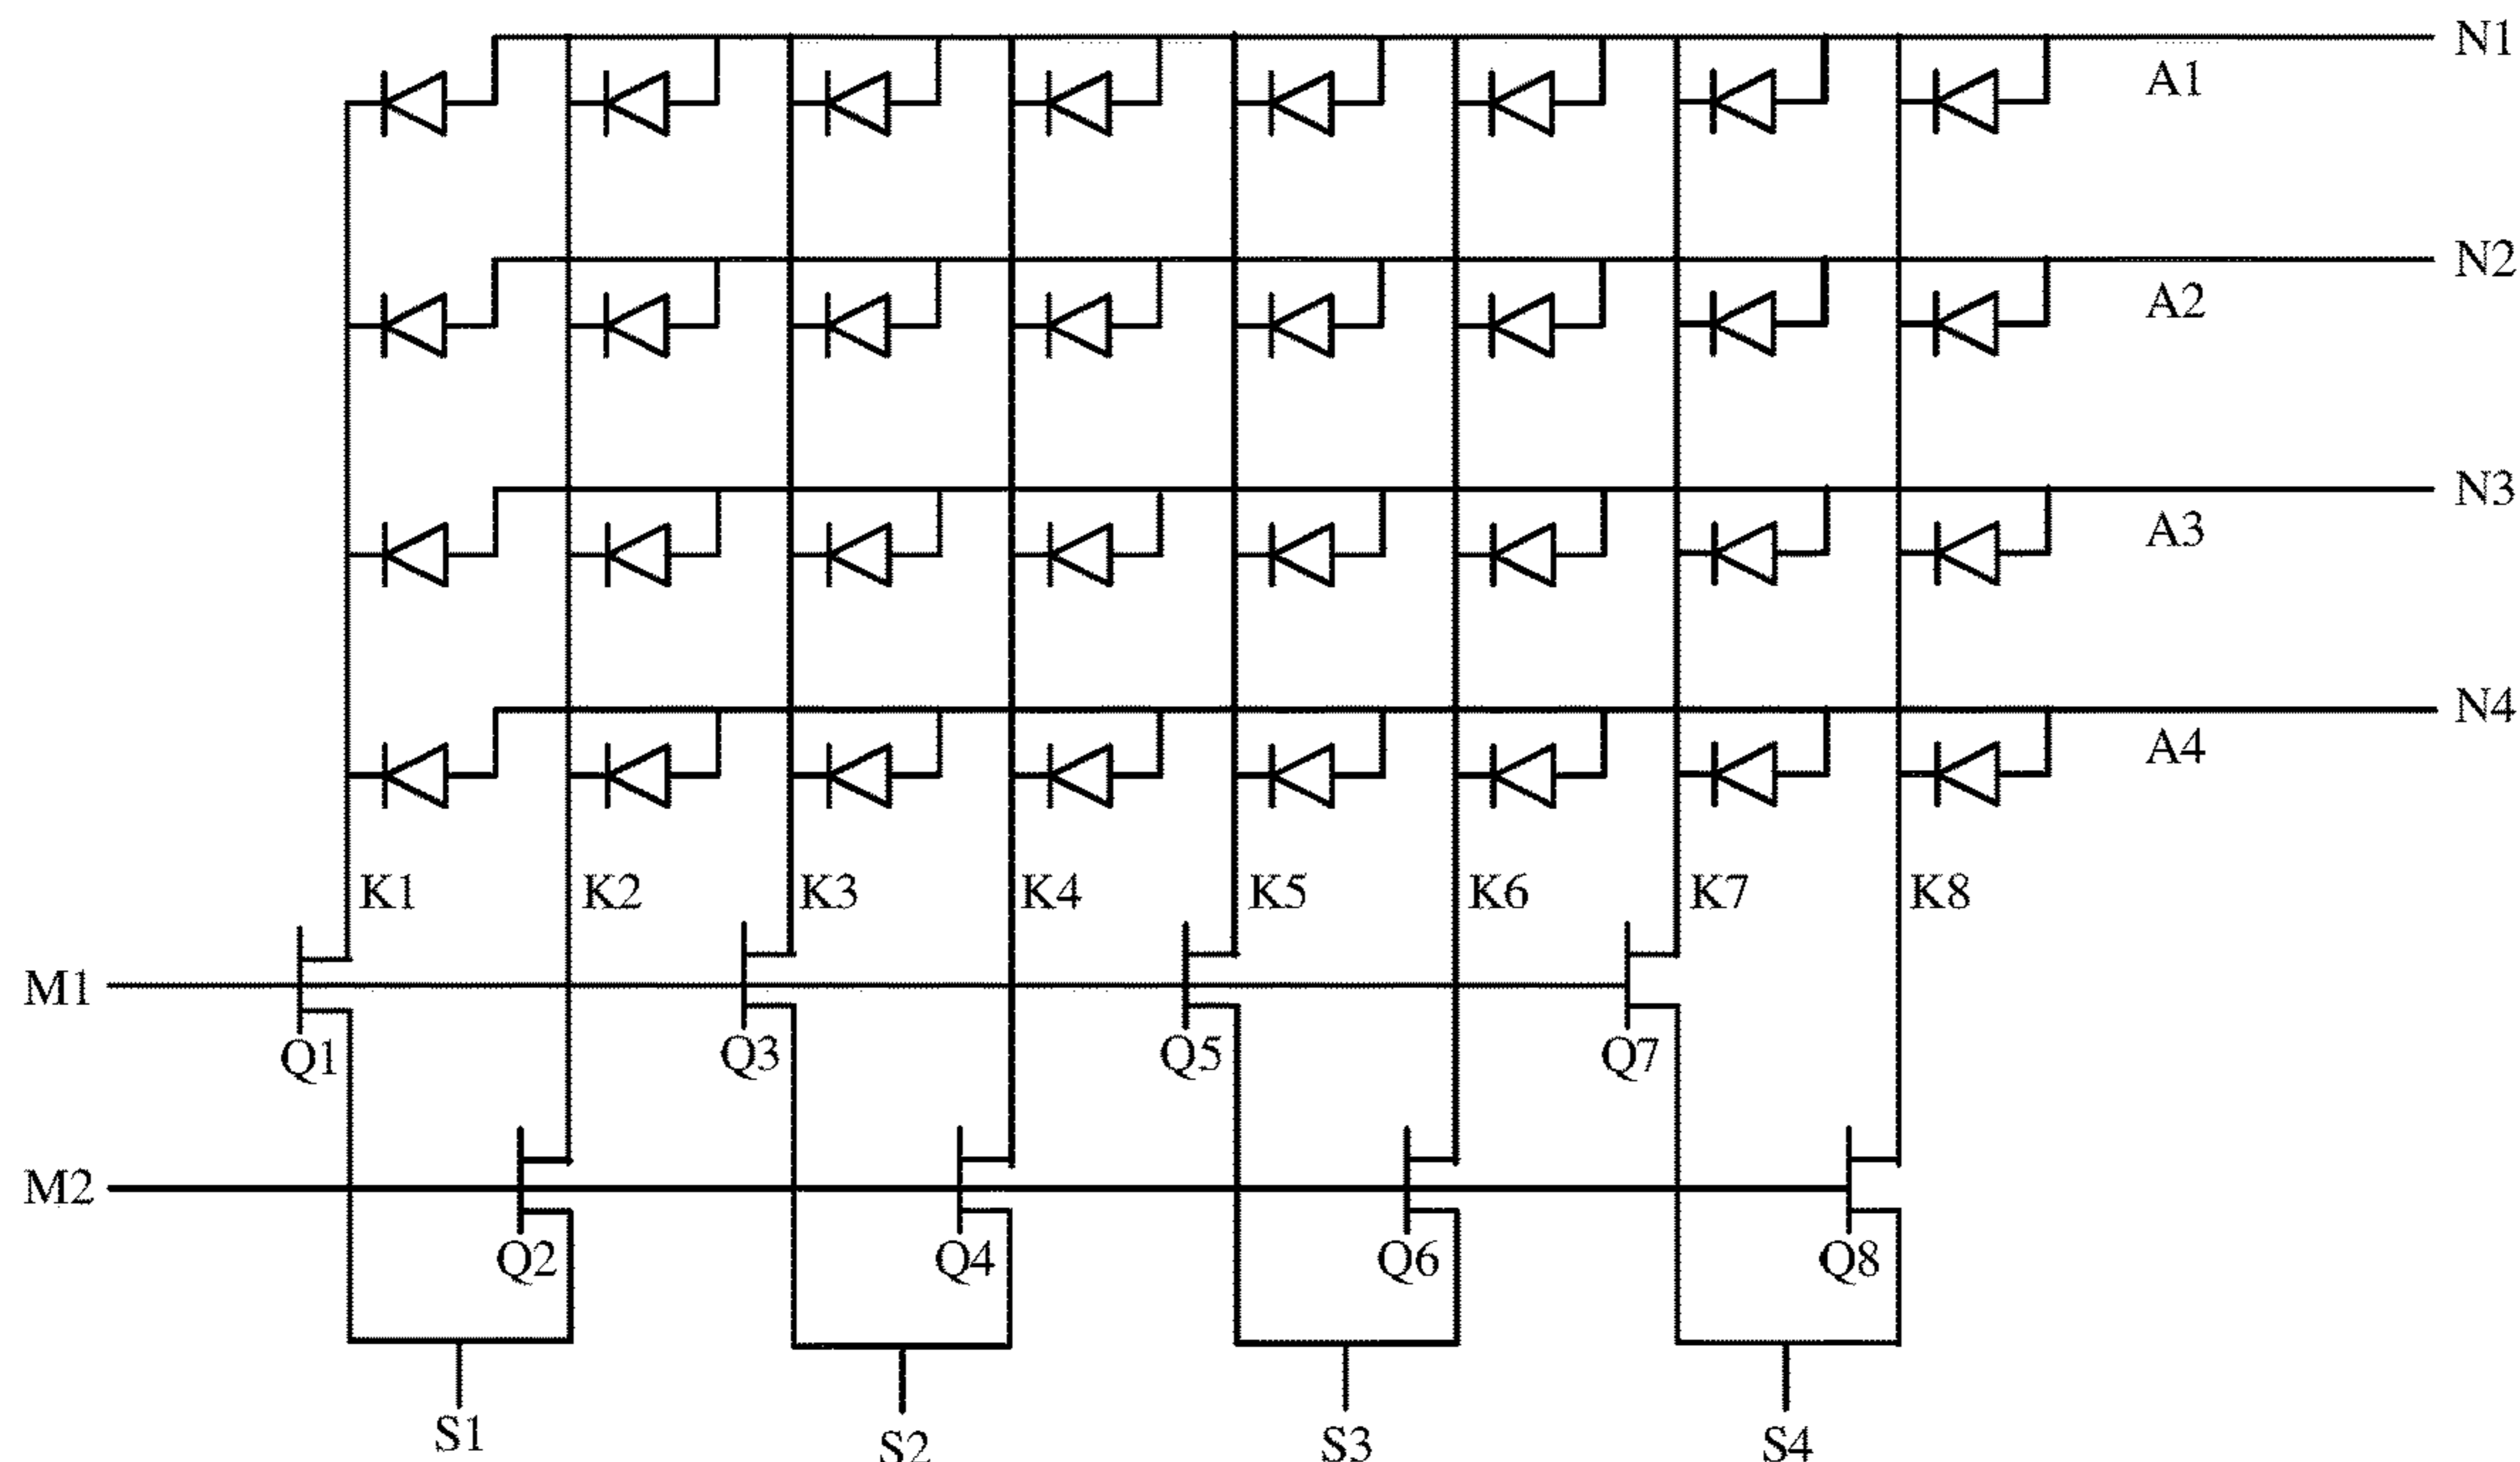 N1
A1
N2
A2
N3
A3
N4
A4
K1 K2 K3 K4 K5 K6 K7 K8
M1
Q1 Q3 Q5 Q7
M2
Q2 Q4 Q6 Q8
S1 S2 S3 S4